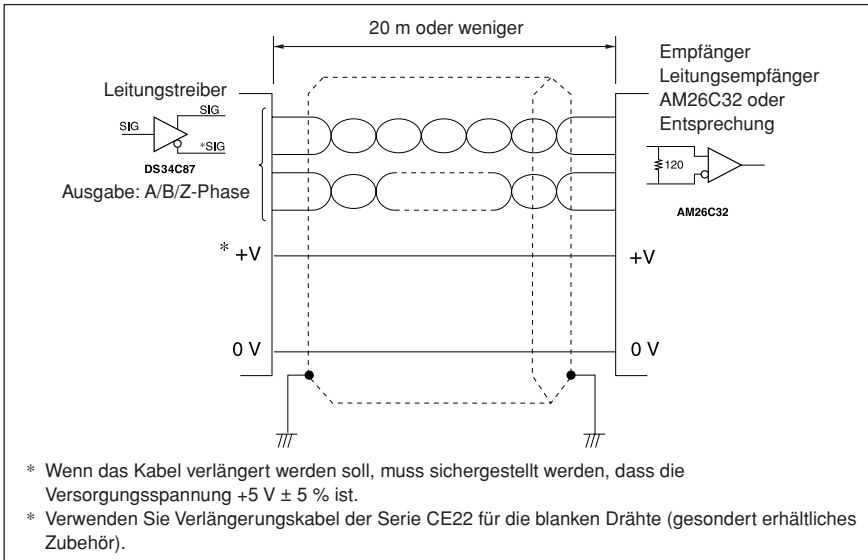 20 m oder weniger
Leitungstreiber
SIG
SIG
*SIG
DS34C87
Ausgabe: A/B/Z-Phase
Empfänger
Leitungsempfänger
AM26C32 oder
Entsprechung
120
AM26C32
* +V
+V
0 V
0 V
* Wenn das Kabel verlängert werden soll, muss sichergestellt werden, dass die
Versorgungsspannung +5 V ± 5 % ist.
* Verwenden Sie Verlängerungskabel der Serie CE22 für die blanken Drähte (gesondert erhältliches
Zubehör).